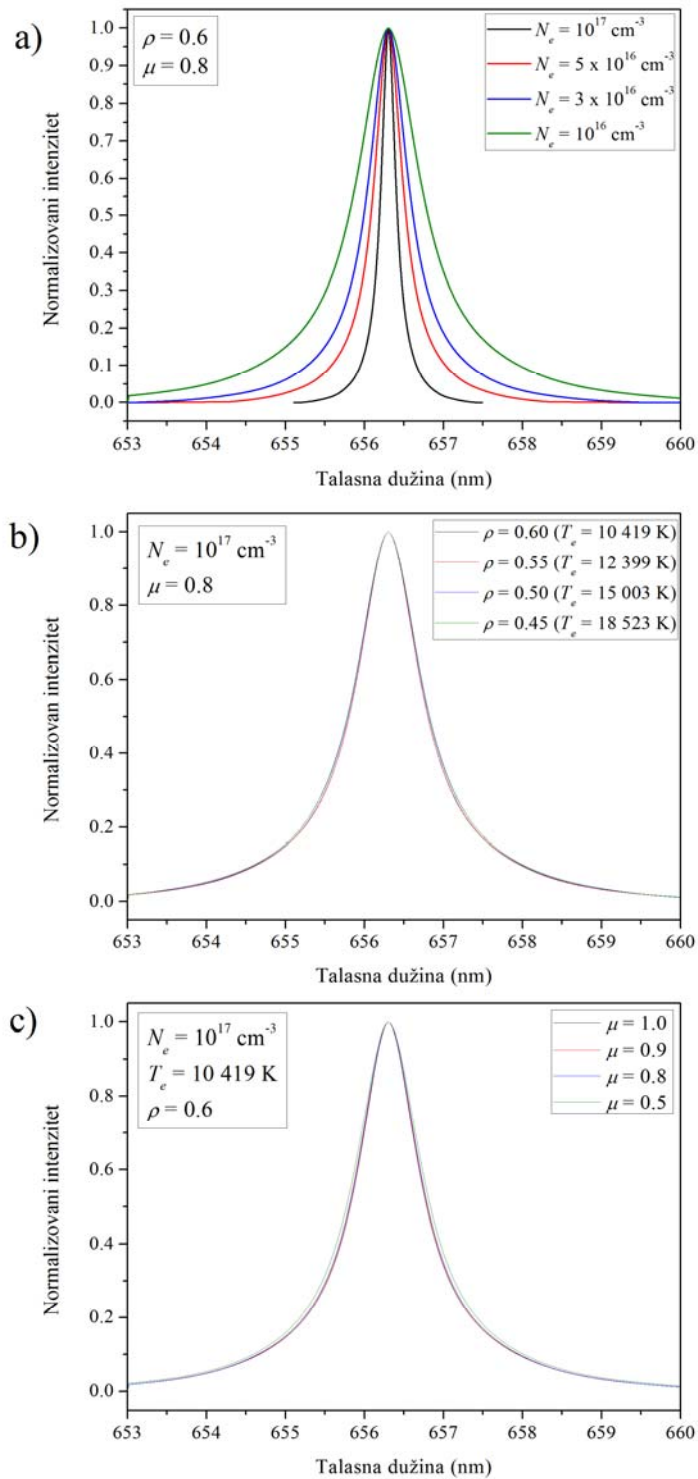 a)
ρ = 0.6
μ = 0.8
N_e = 10^17 cm^-3
N_e = 5 x 10^16 cm^-3
N_e = 3 x 10^16 cm^-3
N_e = 10^16 cm^-3
Normalizovani intenzitet
1.0
0.9
0.8
0.7
0.6
0.5
0.4
0.3
0.2
0.1
0.0
653 654 655 656 657 658 659 660
Talasna dužina (nm)
b)
N_e = 10^17 cm^-3
μ = 0.8
ρ = 0.60 (T_e = 10 419 K)
ρ = 0.55 (T_e = 12 399 K)
ρ = 0.50 (T_e = 15 003 K)
ρ = 0.45 (T_e = 18 523 K)
Normalizovan intenzitet
1.0
0.8
0.6
0.4
0.2
0.0
653 654 655 656 657 658 659 660
Talasna dužina (nm)
c)
N_e = 10^17 cm^-3
T_e = 10 419 K
ρ = 0.6
μ = 1.0
μ = 0.9
μ = 0.8
μ = 0.5
Normalizovani intenzitet
1.0
0.8
0.6
0.4
0.2
0.0
653 654 655 656 657 658 659 660
Talasna dužina (nm)